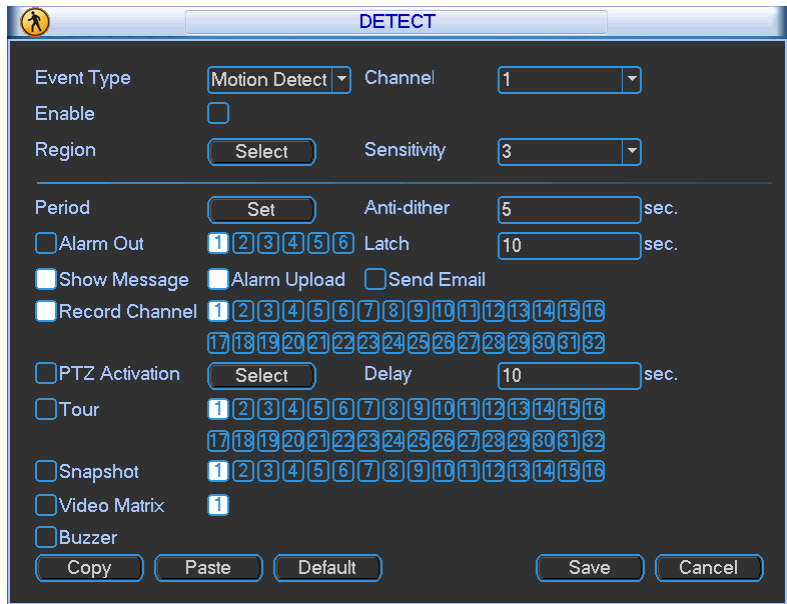 DETECT
Event Type Motion Detect Channel 1
Enable
Region Select Sensitivity 3
Period Set Anti-dither 5 sec.
Alarm Out 1 2 3 4 5 6 Latch 10 sec.
Show Message Alarm Upload Send Email
Record Channel 1 2 3 4 5 6 7 8 9 10 11 12 13 14 15 16
17 18 19 20 21 22 23 24 25 26 27 28 29 30 31 32
PTZ Activation Select Delay 10 sec.
Tour 1 2 3 4 5 6 7 8 9 10 11 12 13 14 15 16
17 18 19 20 21 22 23 24 25 26 27 28 29 30 31 32
Snapshot 1 2 3 4 5 6 7 8 9 10 11 12 13 14 15 16
Video Matrix 1
Buzzer
Copy Paste Default Save Cancel